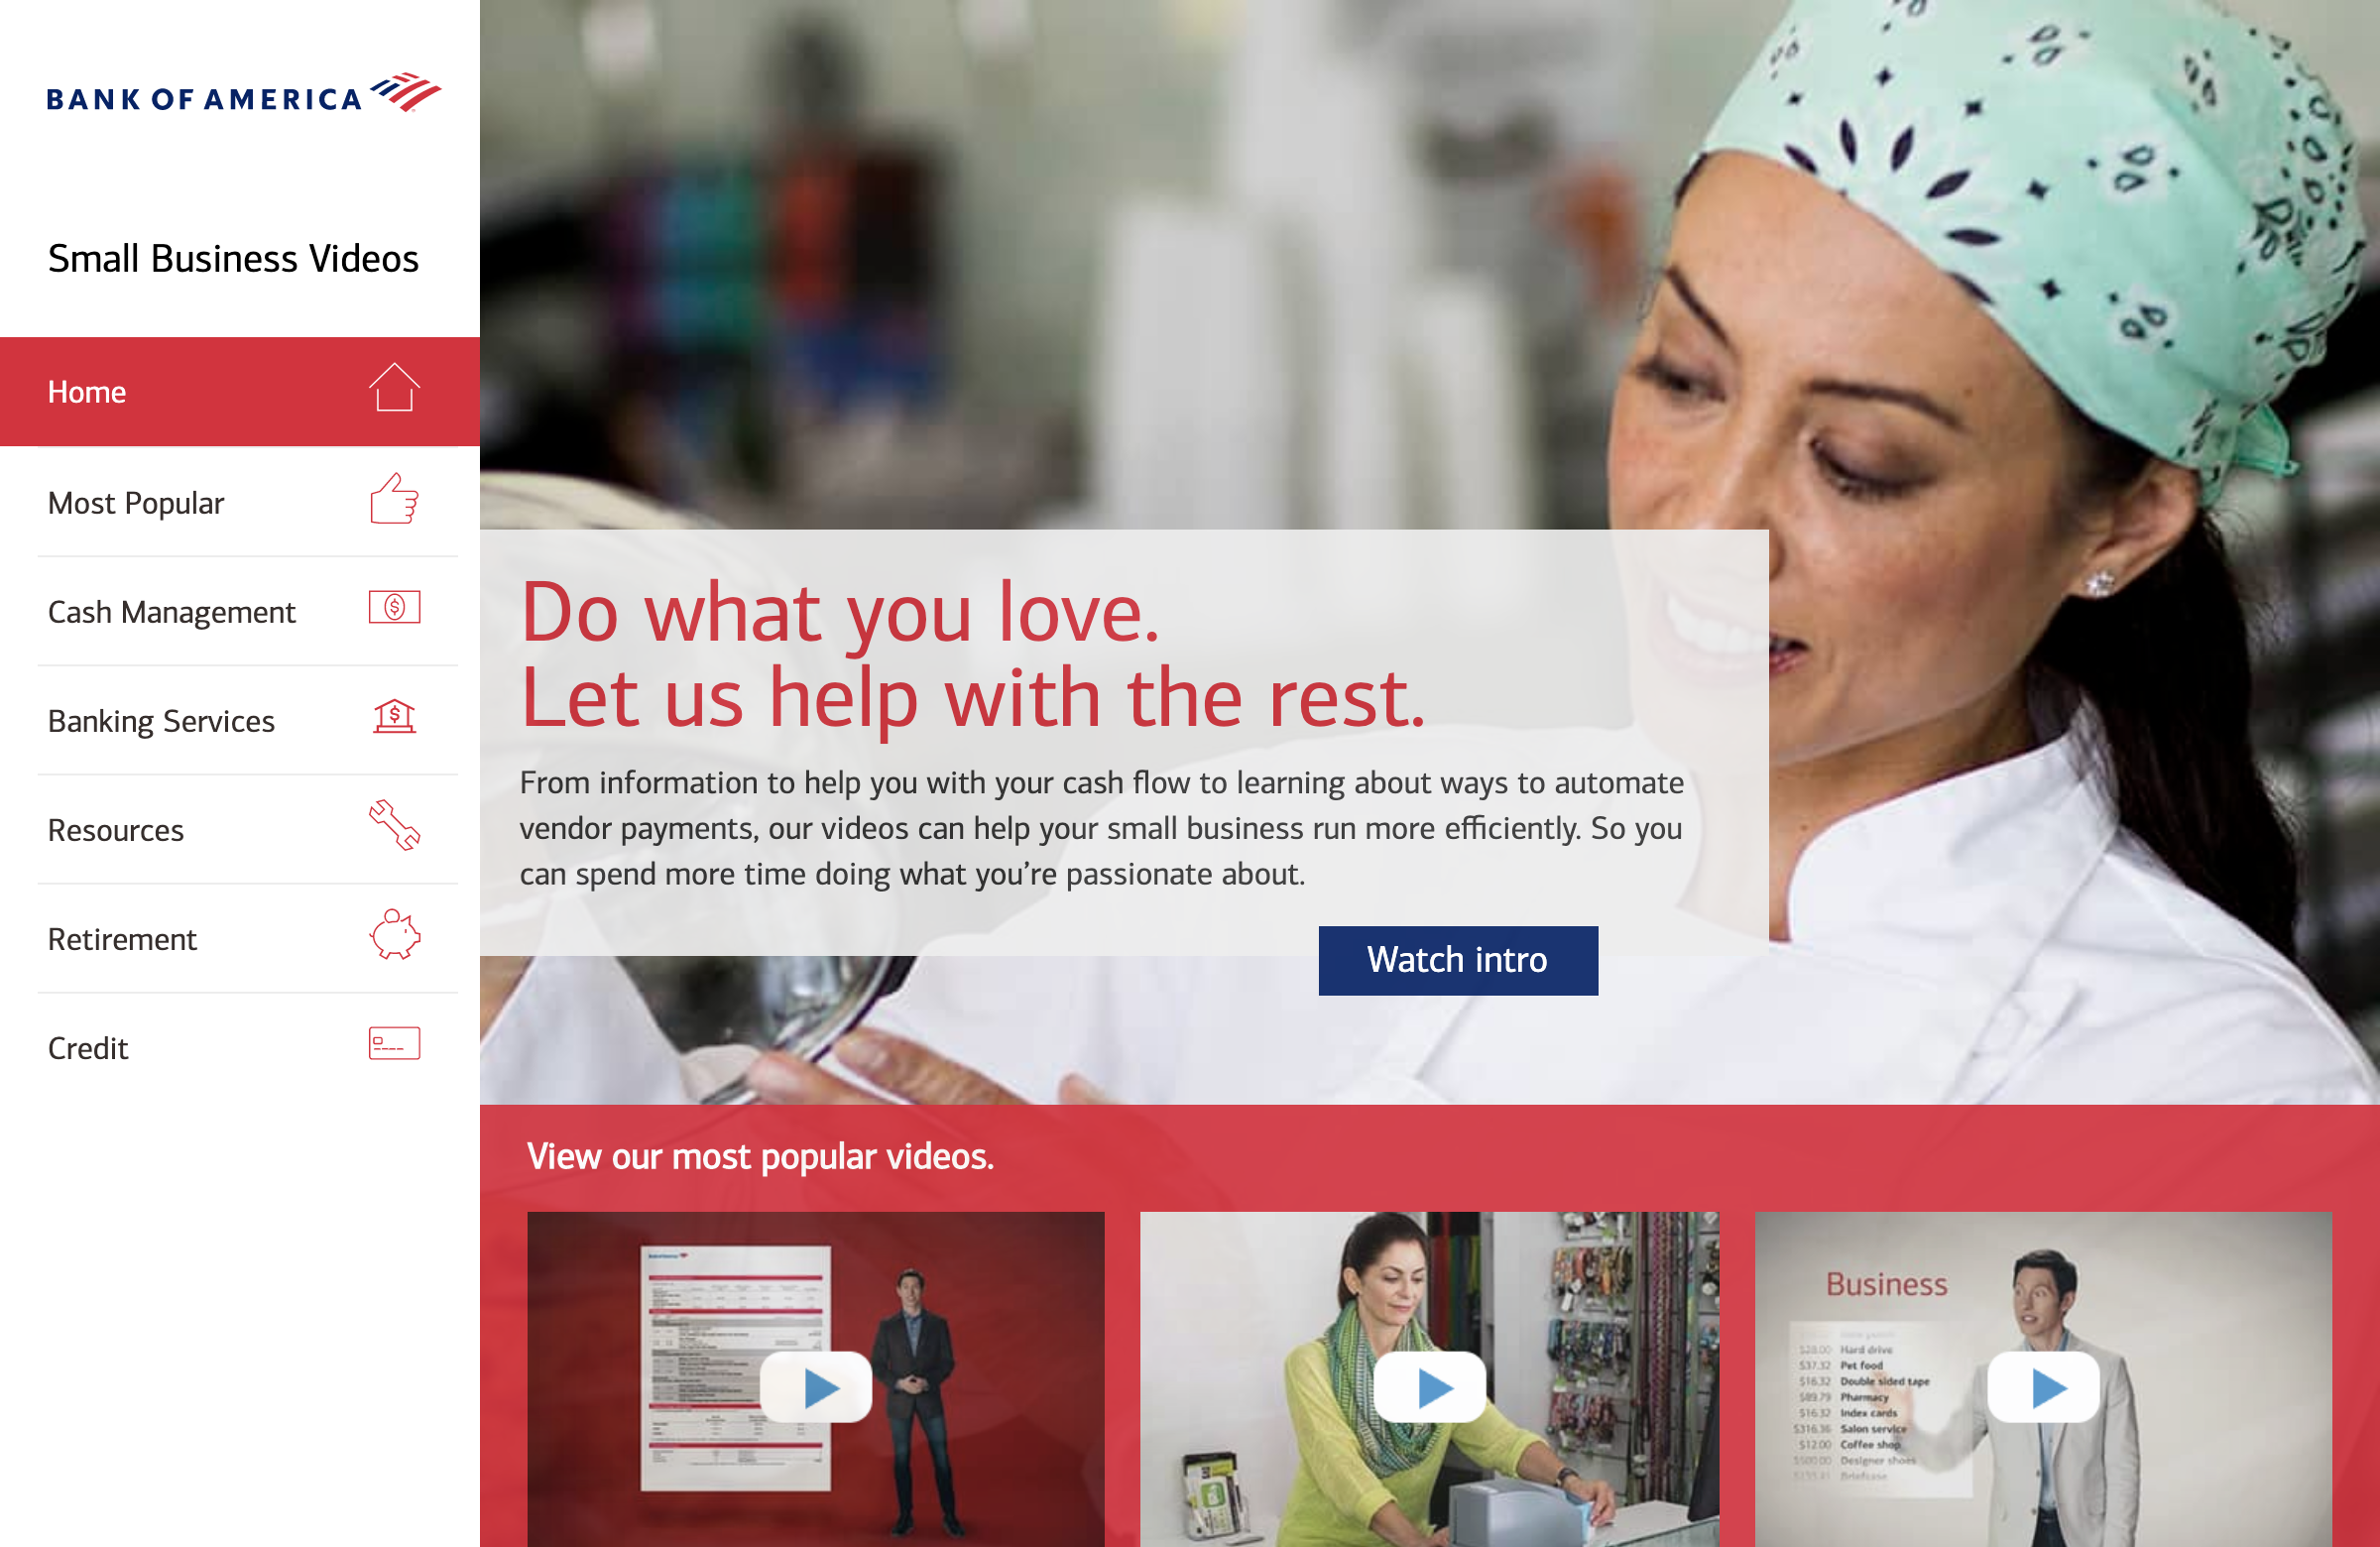 BANK OF AMERICA
Small Business Videos
Home
Most Popular
Cash Management
Banking Services
Resources
Retirement
Credit
Do what you love.
Let us help with the rest.
From information to help you with your cash flow to learning about ways to automate
vendor payments, our videos can help your small business run more efficiently. So you
can spend more time doing what you’re passionate about.
Watch intro
View our most popular videos.
Business
$28.00 Hard drive
$37.32 Pet food
$16.32 Double sided tape
$89.79 Pharmacy
$16.32 Index cards
$316.36 Salon service
$12.00 Coffee shop
$500.00 Designer shoes
Briefcase